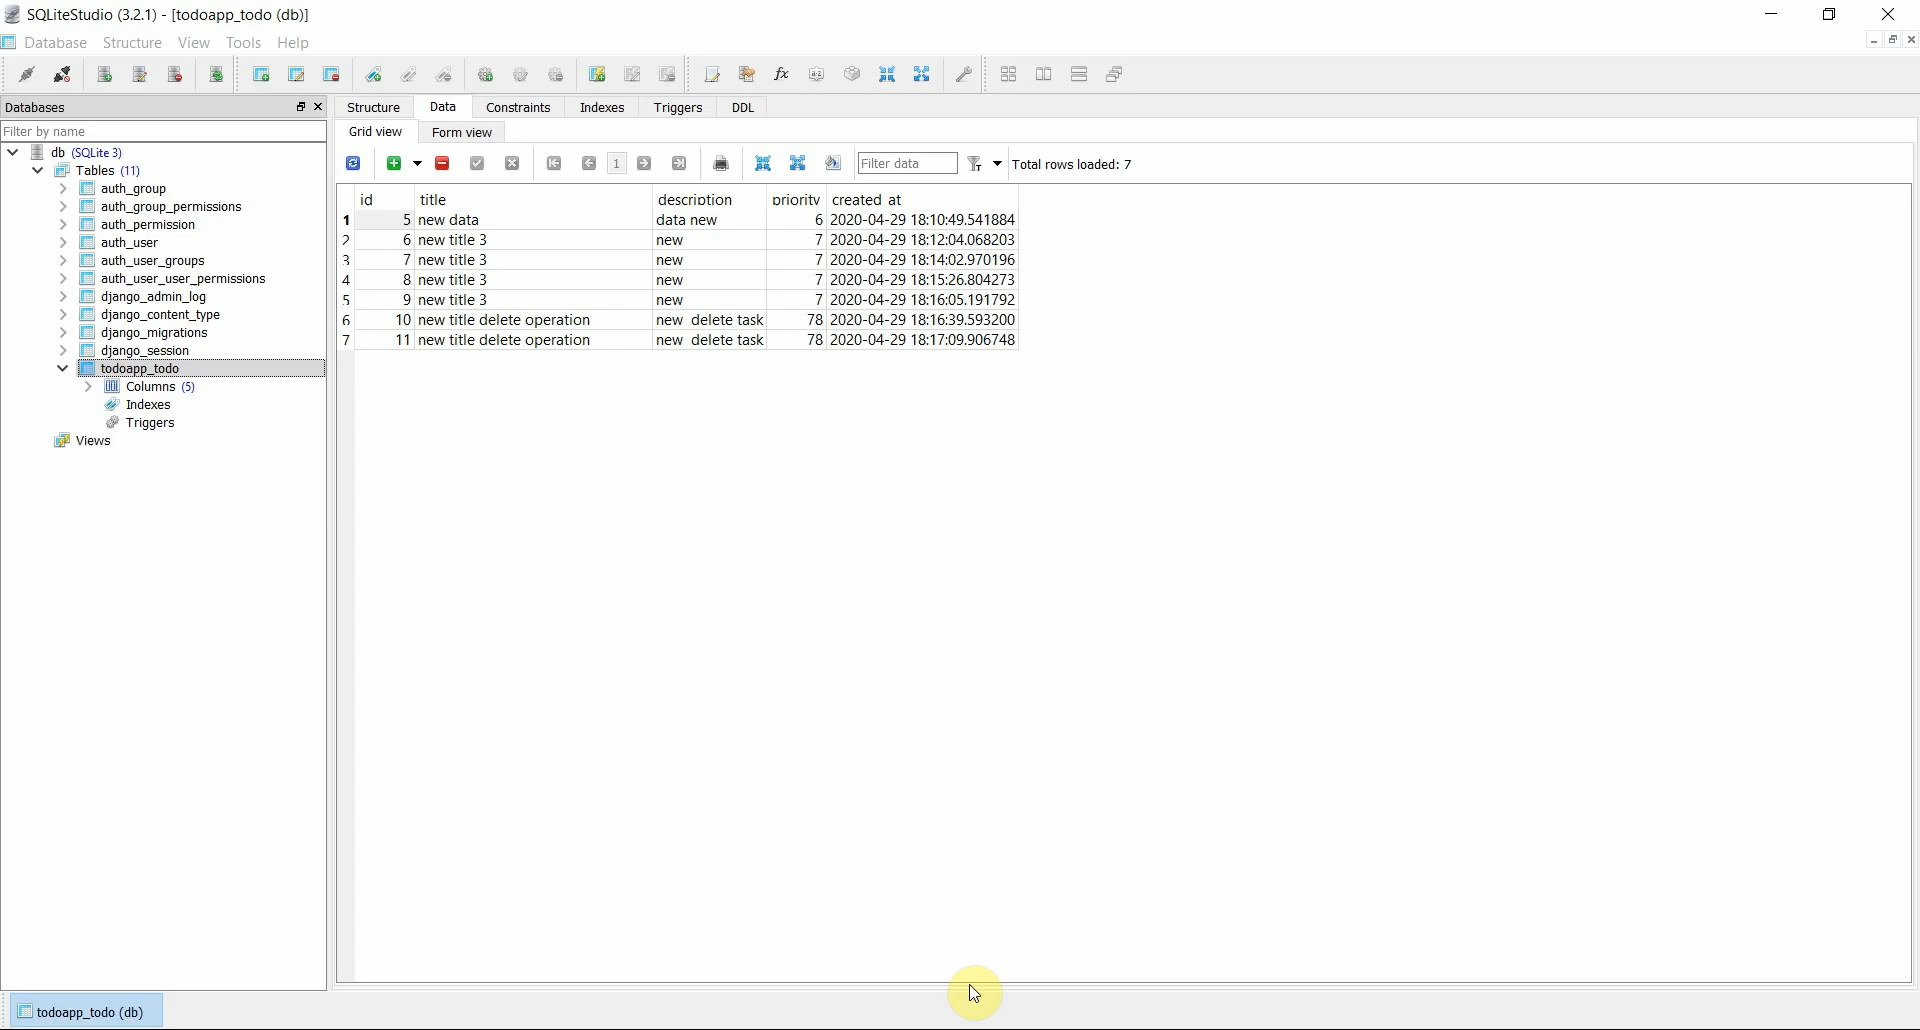 SQLiteStudio (3.2.1) - [todoapp_todo (db)]
Database Structure View Tools Help
Databases
Structure Data Constraints Indexes Triggers DDL
Filter by name
Grid view Form view
db (SQLite 3)
Tables (11)
auth_group
auth_group_permissions
auth_permission
auth_user
auth_user_groups
auth_user_user_permissions
django_admin_log
django_content_type
django_migrations
django_session
todoapp_todo
Columns (5)
Indexes
Triggers
Views
1 Filter data Total rows loaded: 7
id title description priority created_at
1 5 new data data new 6 2020-04-29 18:10:49.541884
2 6 new title 3 new 7 2020-04-29 18:12:04.068203
3 7 new title 3 new 7 2020-04-29 18:14:02.970196
4 8 new title 3 new 7 2020-04-29 18:15:26.804273
5 9 new title 3 new 7 2020-04-29 18:16:05.191792
6 10 new title delete operation new delete task 78 2020-04-29 18:16:39.593200
7 11 new title delete operation new delete task 78 2020-04-29 18:17:09.906748
todoapp_todo (db)